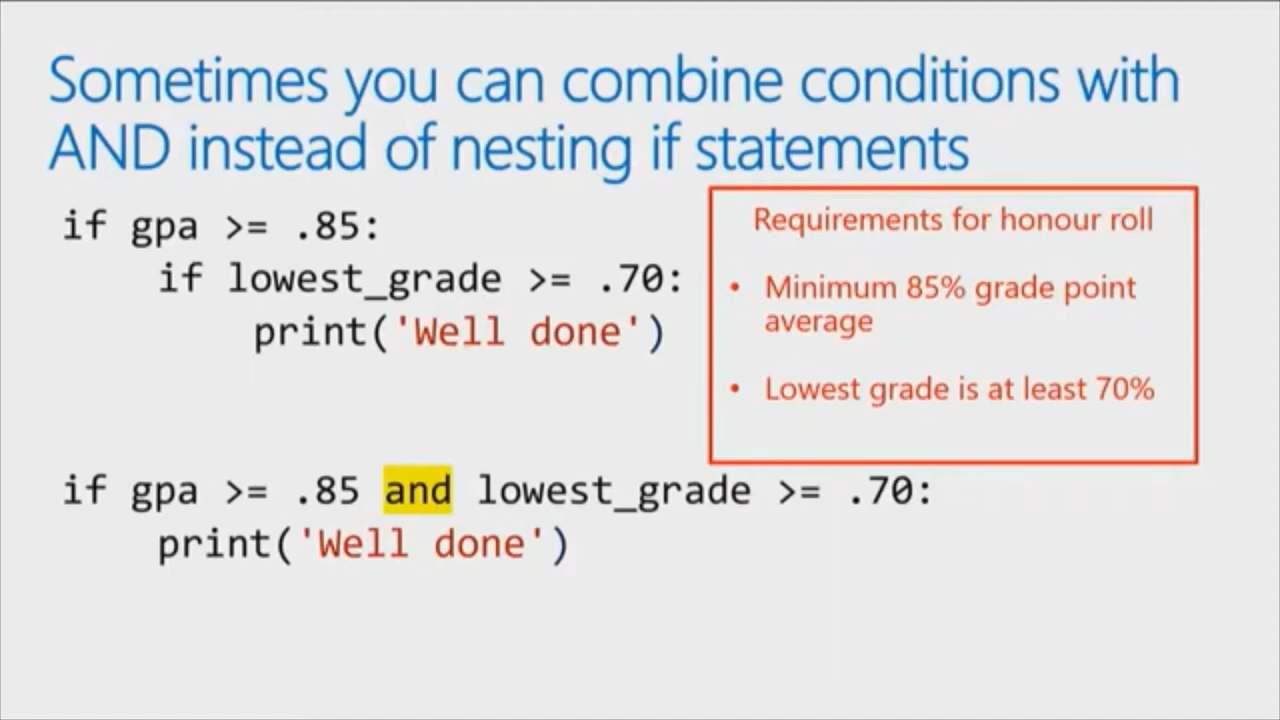 Sometimes you can combine conditions with
AND instead of nesting if statements
if gpa >= .85:
     if lowest_grade >= .70:
          print('Well done')
Requirements for honour roll
• Minimum 85% grade point
average
• Lowest grade is at least 70%
if gpa >= .85 and lowest_grade >= .70:
     print('Well done')